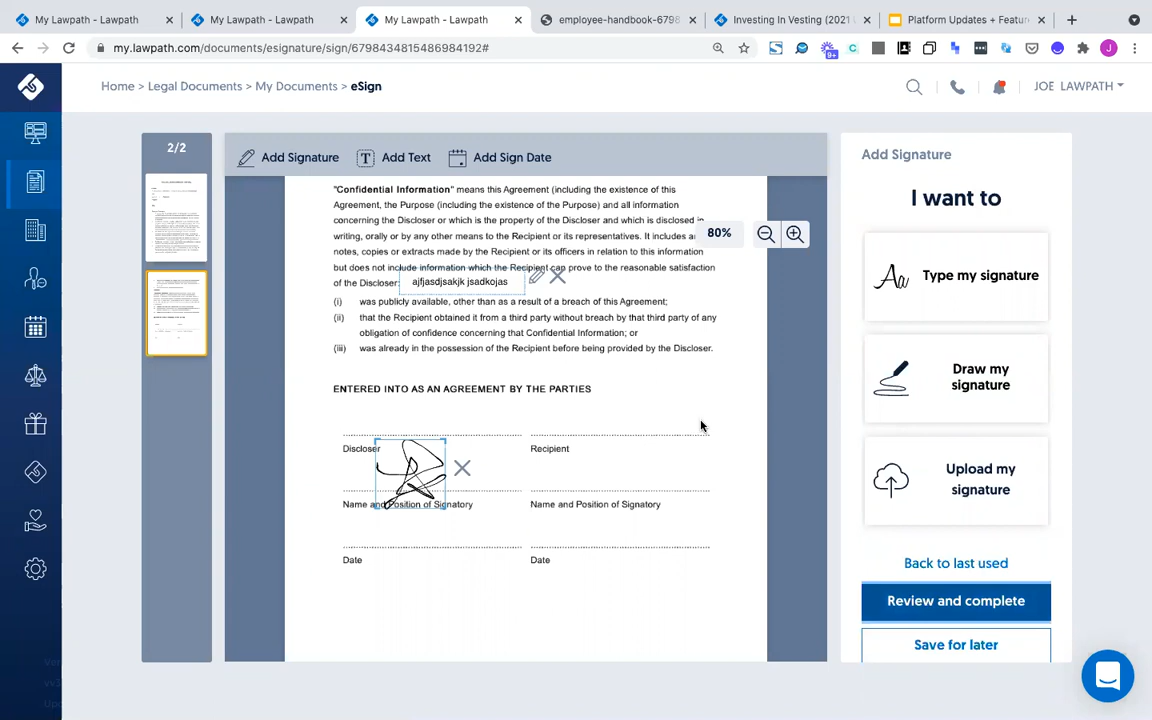 My Lawpath - Lawpath
My Lawpath - Lawpath
My Lawpath - Lawpath
employee-handbook-6798
Investing In Vesting (2021
Platform Updates + Featur
my.lawpath.com/documents/esignature/sign/6798434815486984192#
9+
J
Home > Legal Documents > My Documents > eSign
JOE LAWPATH
2/2
Add Signature
Add Text
Add Sign Date
"Confidential Information" means this Agreement (including the existence of this
Agreement, the Purpose (including the existence of the Purpose) and all information
concerning the Discloser or which is the property of the Discloser and which is disclosed in
writing, orally or by any other means to the Recipient or its representatives. It includes
notes, copies or extracts made by the Recipient or its officers in relation to this information
but does not include information which the Recipient can prove to the reasonable satisfaction
of the Discloser:
ajfjasdjsakjk jsadkojas
(i) was publicly available, other than as a result of a breach of this Agreement;
(ii) that the Recipient obtained it from a third party without breach by that third party of any
obligation of confidence concerning that Confidential Information; or
(iii) was already in the possession of the Recipient before being provided by the Discloser.
ENTERED INTO AS AN AGREEMENT BY THE PARTIES
Discloser
Recipient
Name and Position of Signatory
Name and Position of Signatory
Date
Date
80%
Add Signature
I want to
Aa Type my signature
Draw my
signature
Upload my
signature
Back to last used
Review and complete
Save for later